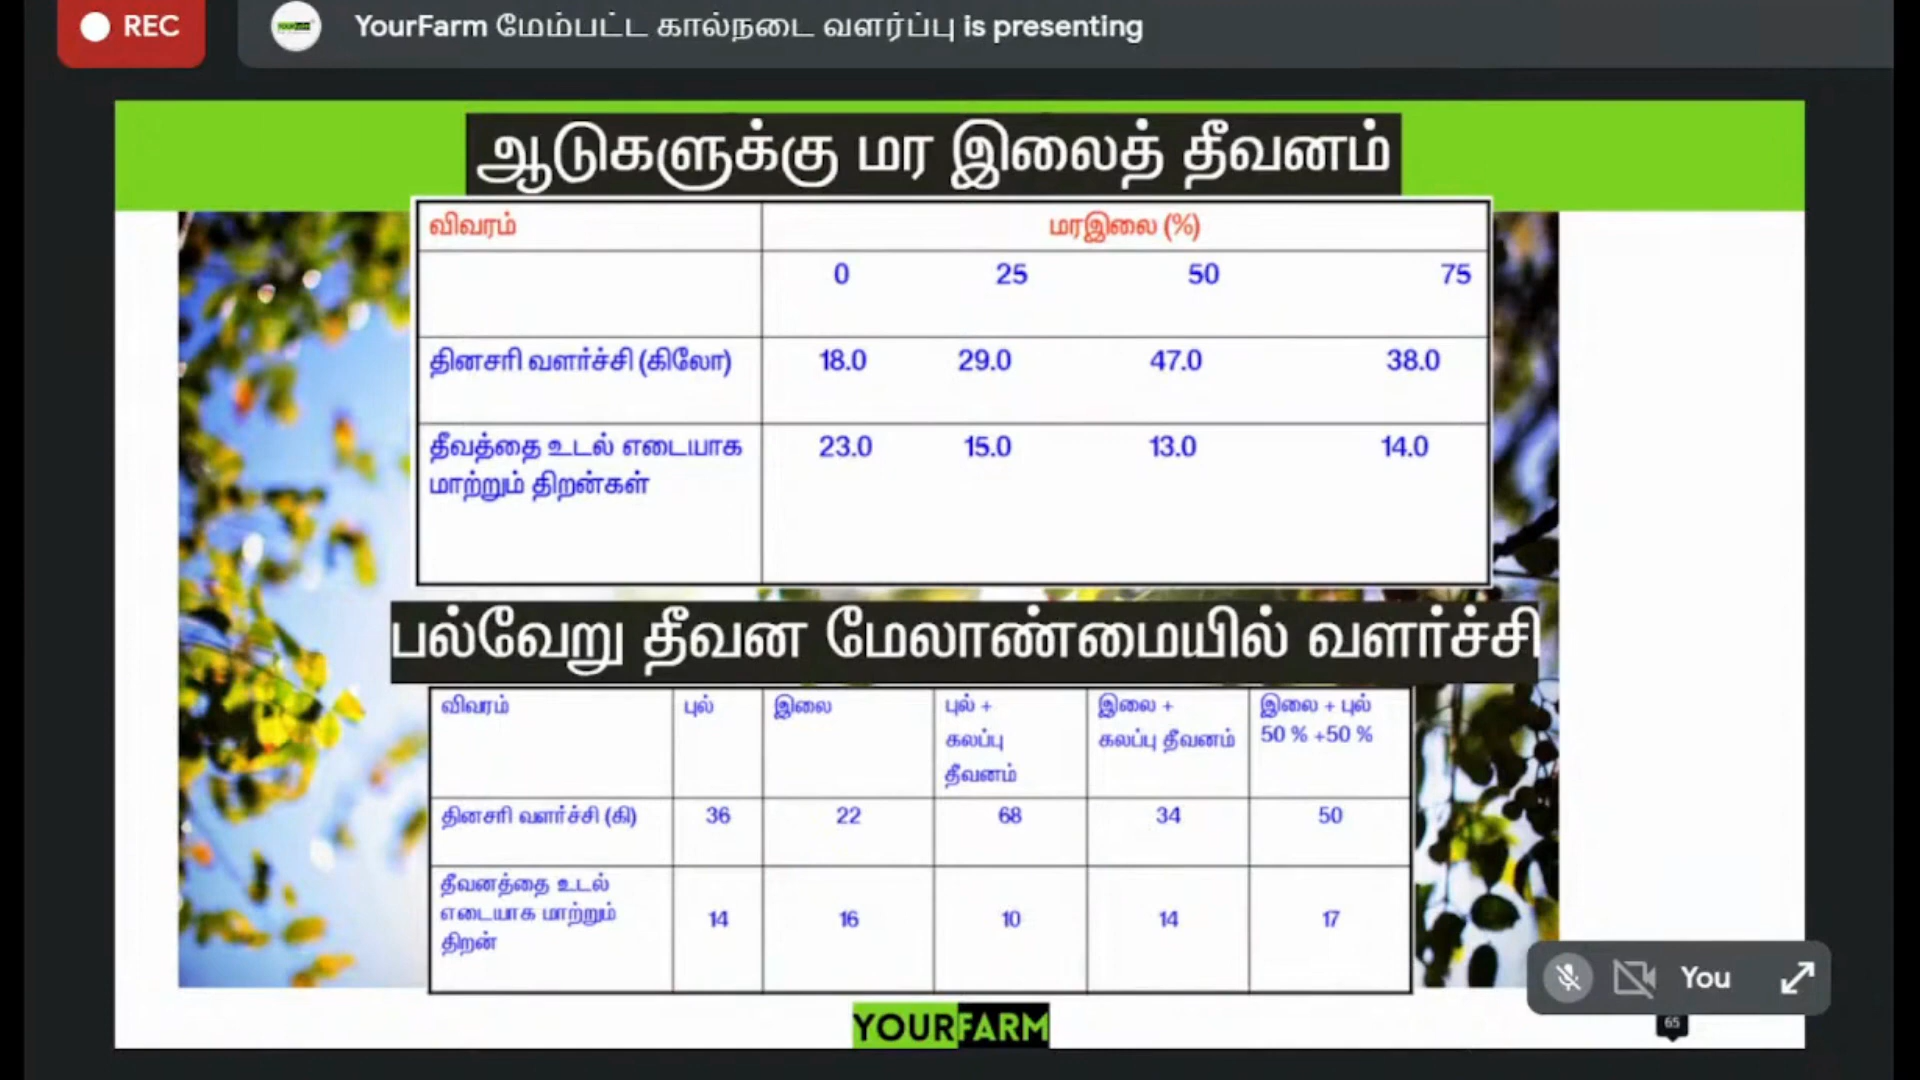 REC
YourFarm மேம்பட்ட கால்நடை வளர்ப்பு is presenting
ஆடுகளுக்கு மர இலைத் தீவனம்
விவரம் மரஇலை (%)
0 25 50 75
தினசரி வளர்ச்சி (கிலோ) 18.0 29.0 47.0 38.0
தீவத்தை உடல் எடையாக 23.0 15.0 13.0 14.0
மாற்றும் திறன்கள்
பல்வேறு தீவன மேலாண்மையில் வளர்ச்சி
விவரம் புல் இலை புல் + இலை + இலை + புல்
கலப்பு கலப்பு தீவனம் 50 % +50 %
தீவனம்
தினசரி வளர்ச்சி (கி) 36 22 68 34 50
தீவனத்தை உடல்
எடையாக மாற்றும் 14 16 10 14 17
திறன்
You
YOURFARM
65